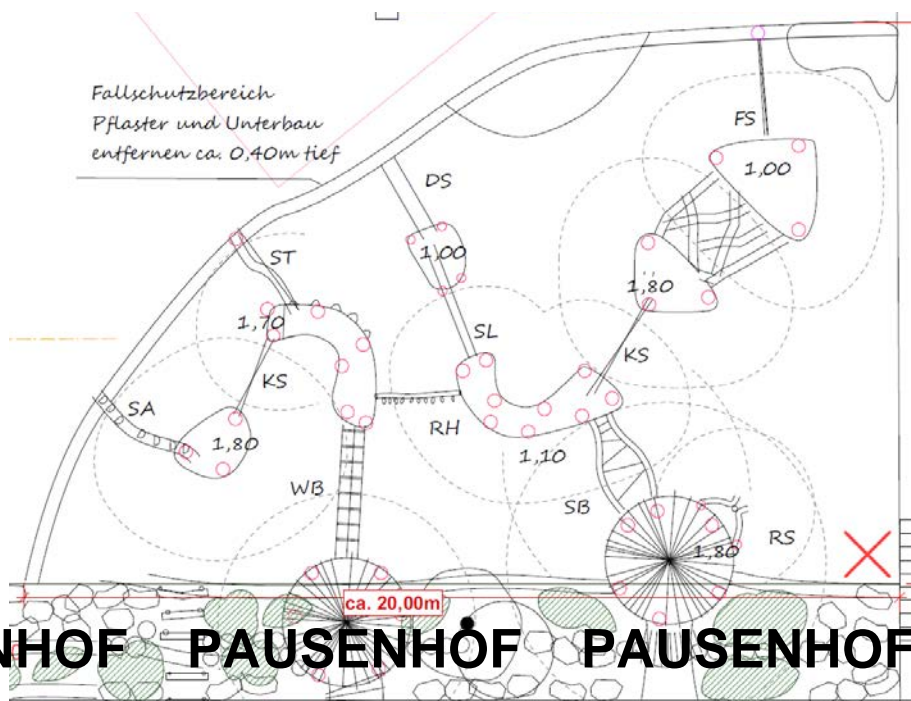 Fallschutzbereich
Pflaster und Unterbau
entfernen ca. 0,40m tief
FS
1,00
DS
ST
1,00
1,80
1,70
SL
KS
KS
SA
RH
1,80
1,10
WB
SB
RS
1,80
ca. 20,00m
NHOF PAUSENHOF PAUSENHOF